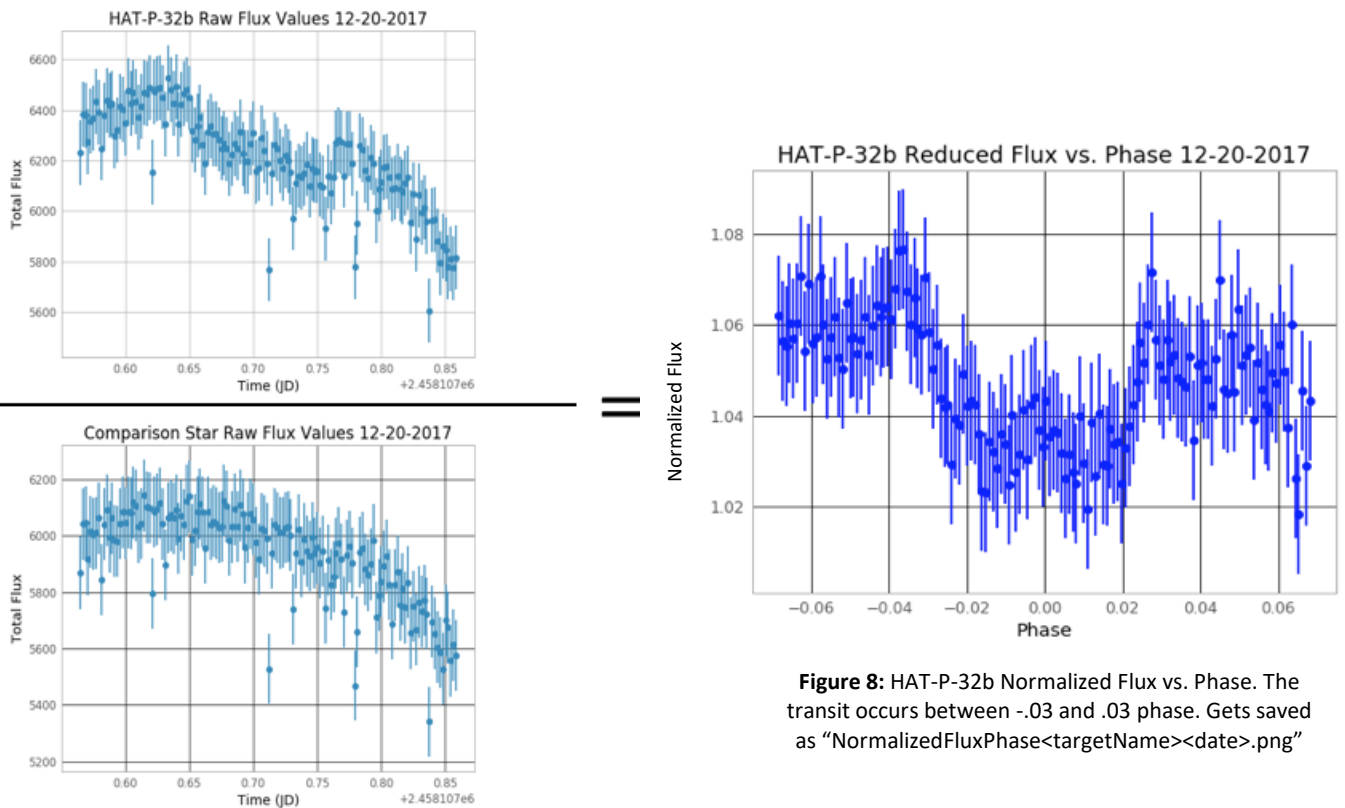 HAT-P-32b Raw Flux Values 12-20-2017
Total Flux
6600
6400
6200
6000
5800
5600
0.60 0.65 0.70 0.75 0.80 0.85
Time (JD)
+2.458107e6
Comparison Star Raw Flux Values 12-20-2017
Total Flux
6200
6000
5800
5600
5400
5200
0.60 0.65 0.70 0.75 0.80 0.85
Time (JD)
+2.458107e6
=
HAT-P-32b Reduced Flux vs. Phase 12-20-2017
Normalized Flux
1.08
1.06
1.04
1.02
−0.06 −0.04 −0.02 0.00 0.02 0.04 0.06
Phase
Figure 8: HAT-P-32b Normalized Flux vs. Phase. The
transit occurs between -.03 and .03 phase. Gets saved
as “NormalizedFluxPhase<targetName><date>.png”